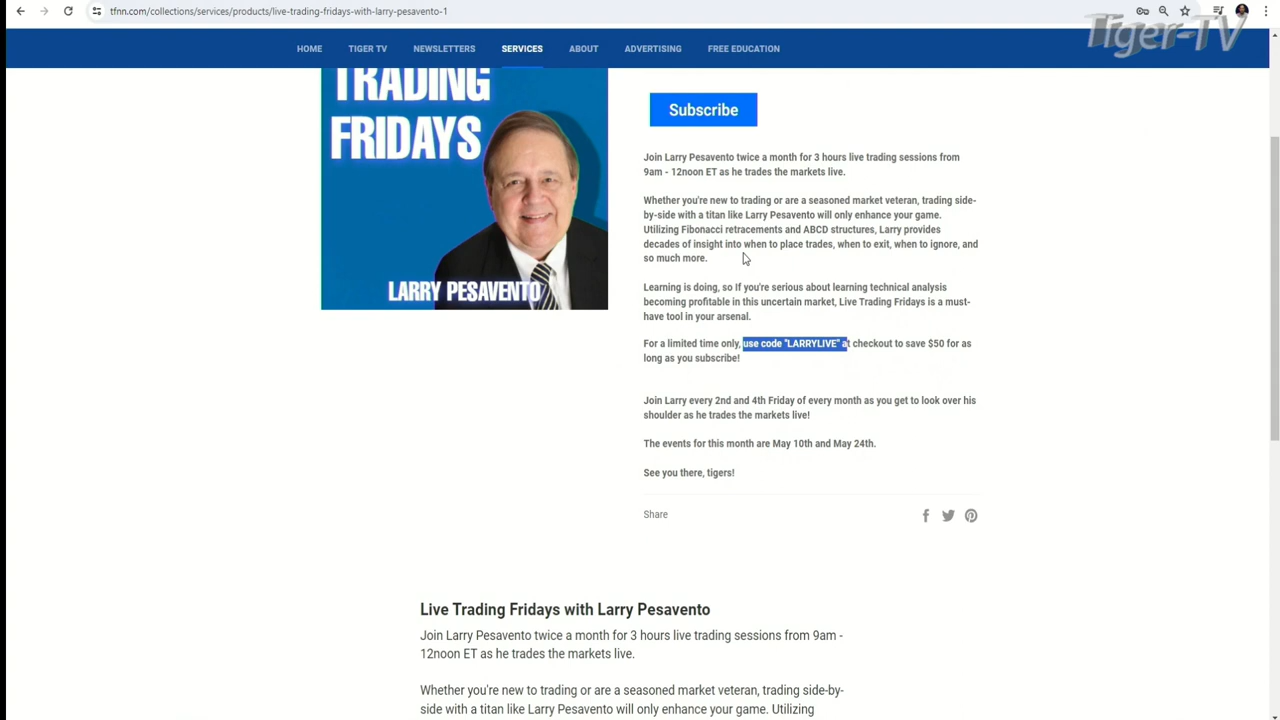 tfnn.com/collections/services/products/live-trading-fridays-with-larry-pesavento-1
Tiger-TV
HOME TIGER TV NEWSLETTERS SERVICES ABOUT ADVERTISING FREE EDUCATION
TRADING
FRIDAYS
LARRY PESAVENTO
Subscribe
Join Larry Pesavento twice a month for 3 hours live trading sessions from
9am - 12noon ET as he trades the markets live.
Whether you're new to trading or are a seasoned market veteran, trading side-
by-side with a titan like Larry Pesavento will only enhance your game.
Utilizing Fibonacci retracements and ABCD structures, Larry provides
decades of insight into when to place trades, when to exit, when to ignore, and
so much more.
Learning is doing, so If you're serious about learning technical analysis
becoming profitable in this uncertain market, Live Trading Fridays is a must-
have tool in your arsenal.
For a limited time only, use code "LARRYLIVE" at checkout to save $50 for as
long as you subscribe!
Join Larry every 2nd and 4th Friday of every month as you get to look over his
shoulder as he trades the markets live!
The events for this month are May 10th and May 24th.
See you there, tigers!
Share
Live Trading Fridays with Larry Pesavento
Join Larry Pesavento twice a month for 3 hours live trading sessions from 9am -
12noon ET as he trades the markets live.
Whether you're new to trading or are a seasoned market veteran, trading side-by-
side with a titan like Larry Pesavento will only enhance your game. Utilizing